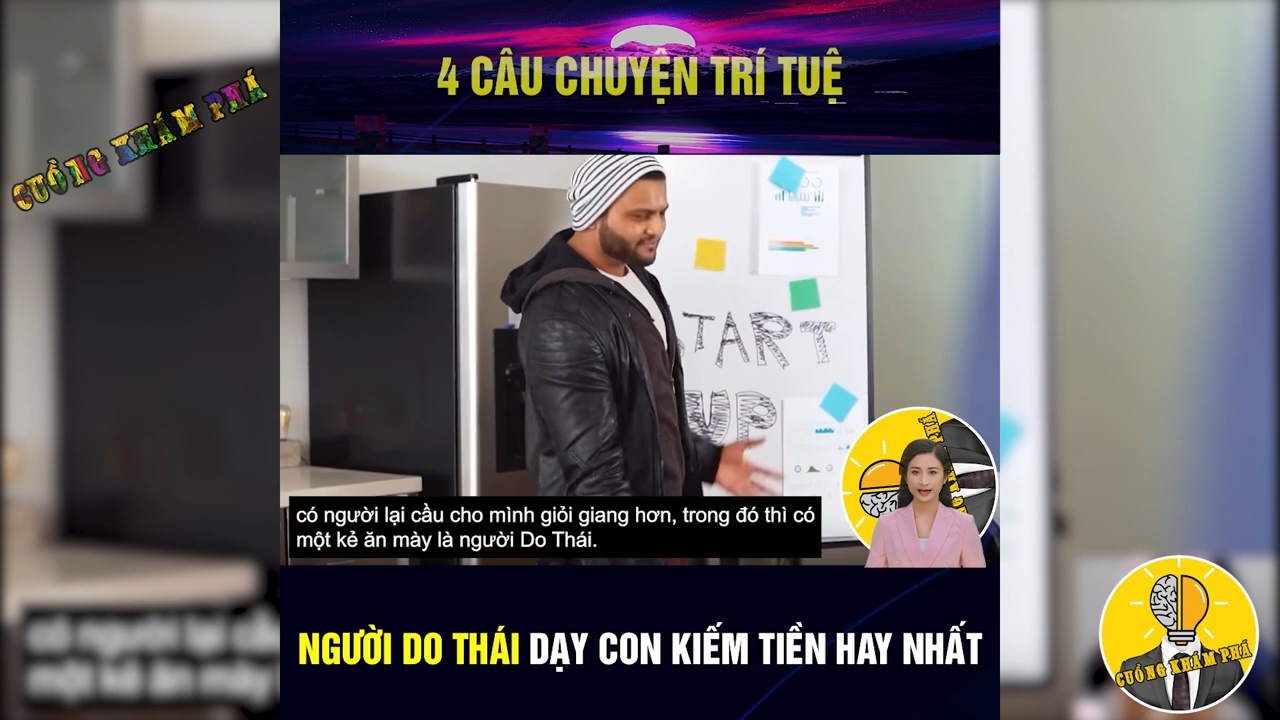 4 CÂU CHUYỆN TRÍ TUỆ
CUỒNG KHÁM PHÁ
TART
UP
có người lại cầu cho mình giỏi giang hơn, trong đó thì có
một kẻ ăn mày là người Do Thái.
NGƯỜI DO THÁI DẠY CON KIẾM TIỀN HAY NHẤT
CUỒNG KHÁM PHÁ